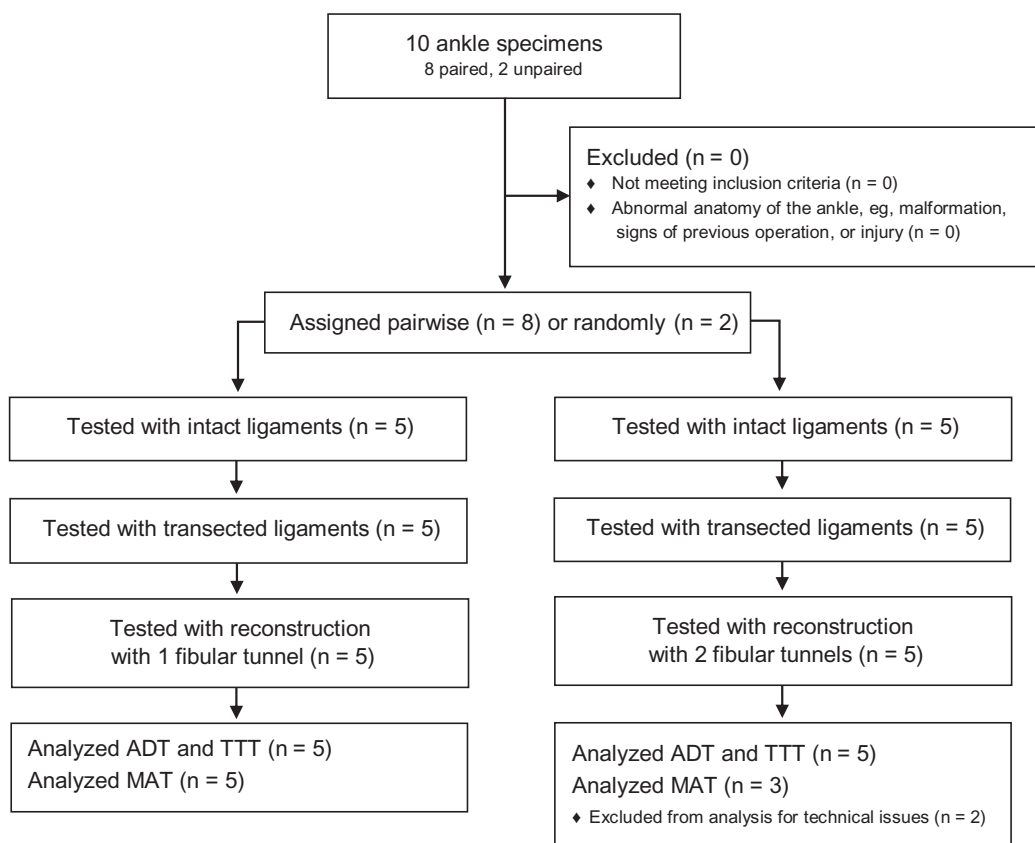 10 ankle specimens
8 paired, 2 unpaired
Excluded (n = 0)
♦ Not meeting inclusion criteria (n = 0)
♦ Abnormal anatomy of the ankle, eg, malformation,
signs of previous operation, or injury (n = 0)
Assigned pairwise (n = 8) or randomly (n = 2)
Tested with intact ligaments (n = 5)
Tested with transected ligaments (n = 5)
Tested with reconstruction
with 1 fibular tunnel (n = 5)
Analyzed ADT and TTT (n = 5)
Analyzed MAT (n = 5)
Tested with intact ligaments (n = 5)
Tested with transected ligaments (n = 5)
Tested with reconstruction
with 2 fibular tunnels (n = 5)
Analyzed ADT and TTT (n = 5)
Analyzed MAT (n = 3)
♦ Excluded from analysis for technical issues (n = 2)